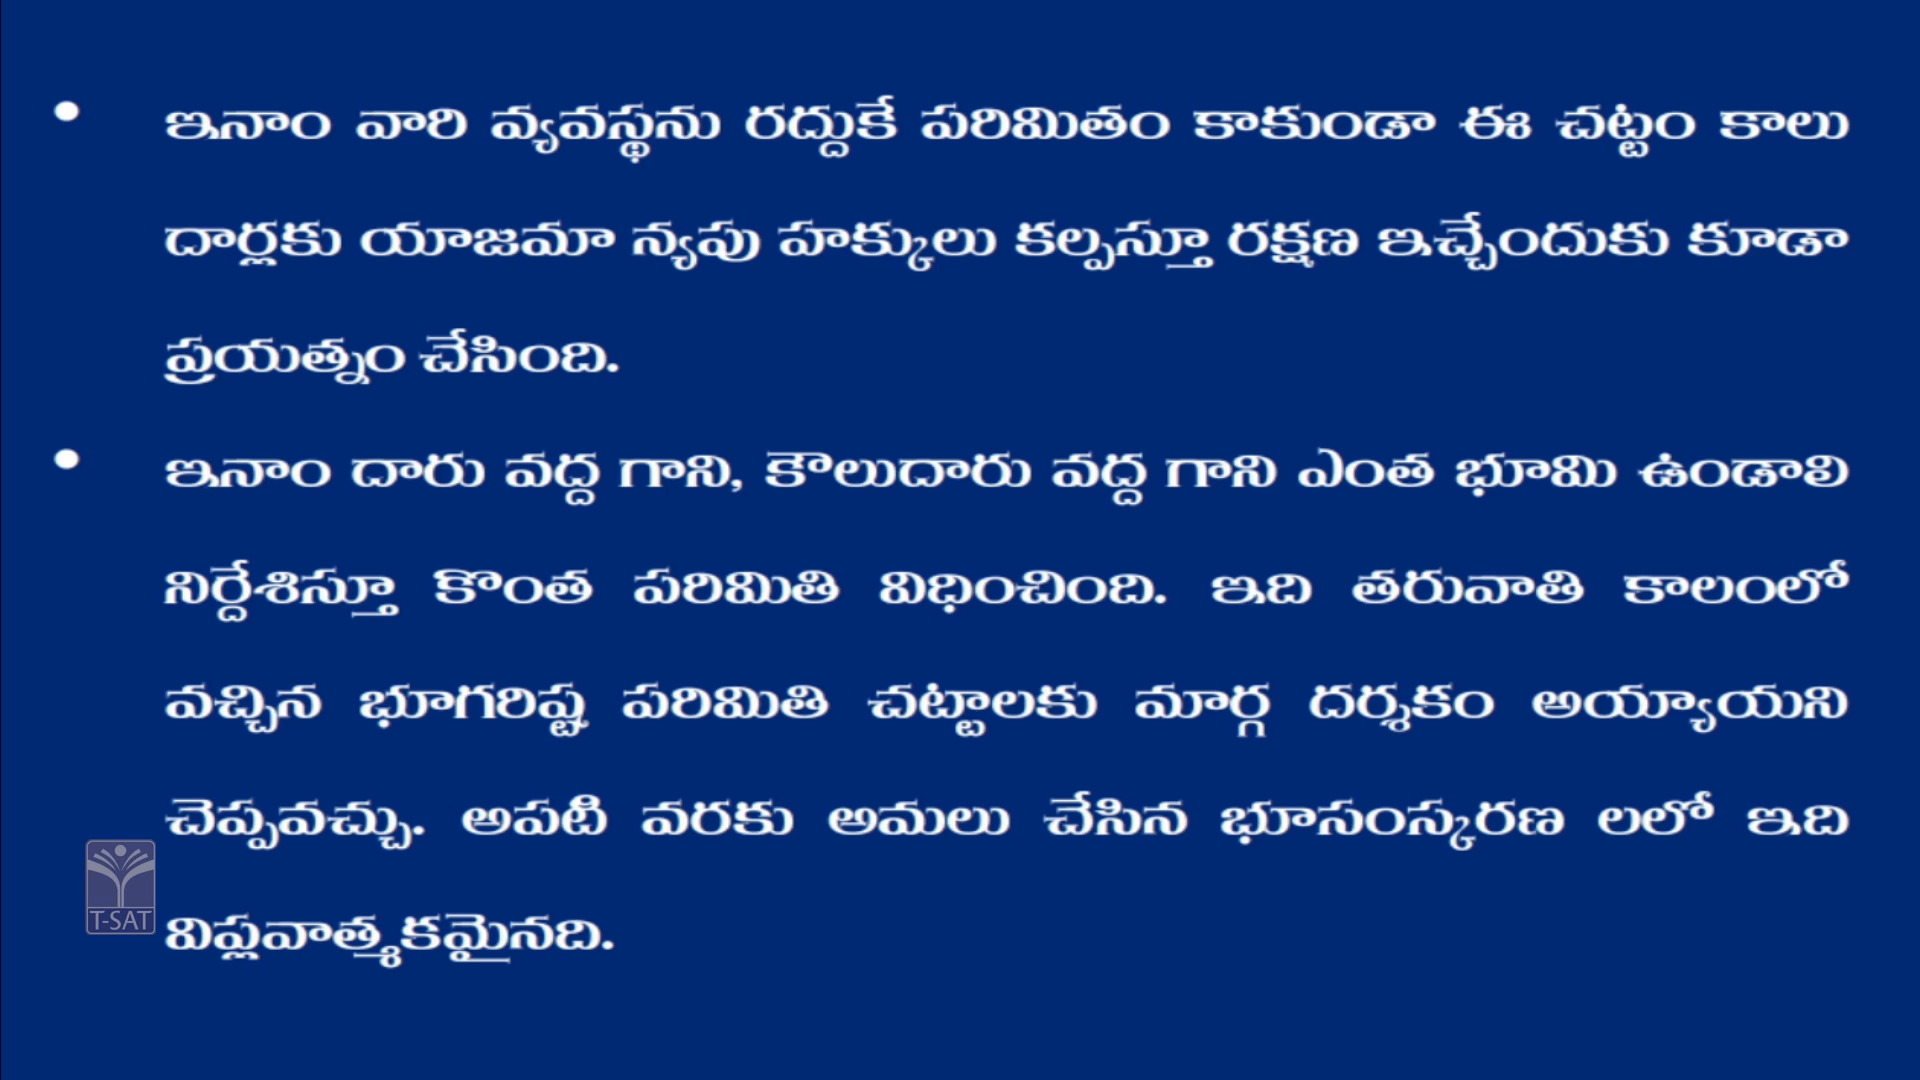 • ఇనాం వారి వ్యవస్థను రద్దుకే పరిమితం కాకుండా ఈ చట్టం కాలు
దార్లకు యాజమా న్యపు హక్కులు కల్పస్తూ రక్షణ ఇచ్చేందుకు కూడా
ప్రయత్నం చేసింది.
• ఇనాం దారు వద్ద గాని, కౌలుదారు వద్ద గాని ఎంత భూమి ఉండాలి
నిర్దేశిస్తూ కొంత పరిమితి విధించింది. ఇది తరువాతి కాలంలో
వచ్చిన భూగరిష్ట పరిమితి చట్టాలకు మార్గ దర్శకం అయ్యాయని
చెప్పవచ్చు. అపటి వరకు అమలు చేసిన భూసంస్కరణ లలో ఇది
విప్లవాత్మకమైనది.
T-SAT